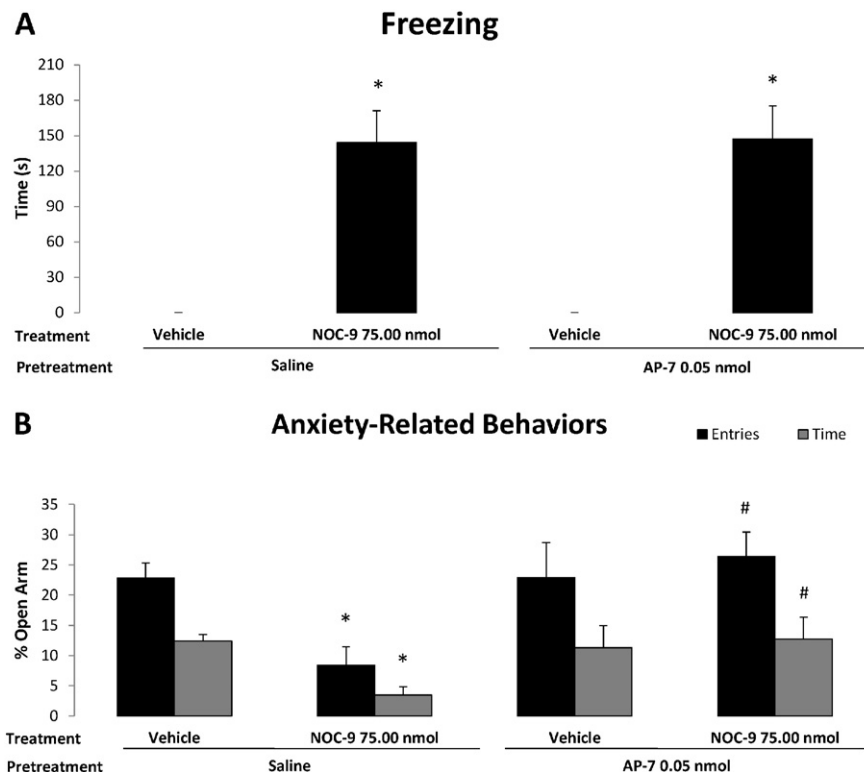 A
Freezing
210
180
150
120
90
60
30
0
Time (s)
*
*
Treatment Vehicle NOC-9 75.00 nmol Vehicle NOC-9 75.00 nmol
Pretreatment Saline AP-7 0.05 nmol
B
Anxiety-Related Behaviors
Entries Time
35
30
25
20
15
10
5
0
% Open Arm
*
*
#
#
Treatment Vehicle NOC-9 75.00 nmol Vehicle NOC-9 75.00 nmol
Pretreatment Saline AP-7 0.05 nmol